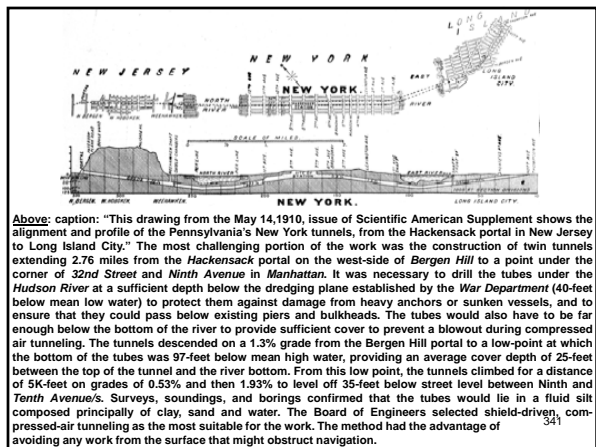 LONG ISLAND
NEW JERSEY
NEW YORK
NEW YORK.
NORTH RIVER
EAST RIVER
LONG ISLAND CITY.
N. BERGEN
W. HOBOKEN
WEEHAWKEN
SCALE OF MILES.
NORTH RIVER
EAST RIVER
N. BERGEN. W. HOBOKEN.
WEEHAWKEN
NEW YORK.
LONG ISLAND CITY.
Above: caption: “This drawing from the May 14,1910, issue of Scientific American Supplement shows the
alignment and profile of the Pennsylvania’s New York tunnels, from the Hackensack portal in New Jersey
to Long Island City.” The most challenging portion of the work was the construction of twin tunnels
extending 2.76 miles from the Hackensack portal on the west-side of Bergen Hill to a point under the
corner of 32nd Street and Ninth Avenue in Manhattan. It was necessary to drill the tubes under the
Hudson River at a sufficient depth below the dredging plane established by the War Department (40-feet
below mean low water) to protect them against damage from heavy anchors or sunken vessels, and to
ensure that they could pass below existing piers and bulkheads. The tubes would also have to be far
enough below the bottom of the river to provide sufficient cover to prevent a blowout during compressed
air tunneling. The tunnels descended on a 1.3% grade from the Bergen Hill portal to a low-point at which
the bottom of the tubes was 97-feet below mean high water, providing an average cover depth of 25-feet
between the top of the tunnel and the river bottom. From this low point, the tunnels climbed for a distance
of 5K-feet on grades of 0.53% and then 1.93% to level off 35-feet below street level between Ninth and
Tenth Avenue/s. Surveys, soundings, and borings confirmed that the tubes would lie in a fluid silt
composed principally of clay, sand and water. The Board of Engineers selected shield-driven, com-
pressed-air tunneling as the most suitable for the work. The method had the advantage of
avoiding any work from the surface that might obstruct navigation.
341